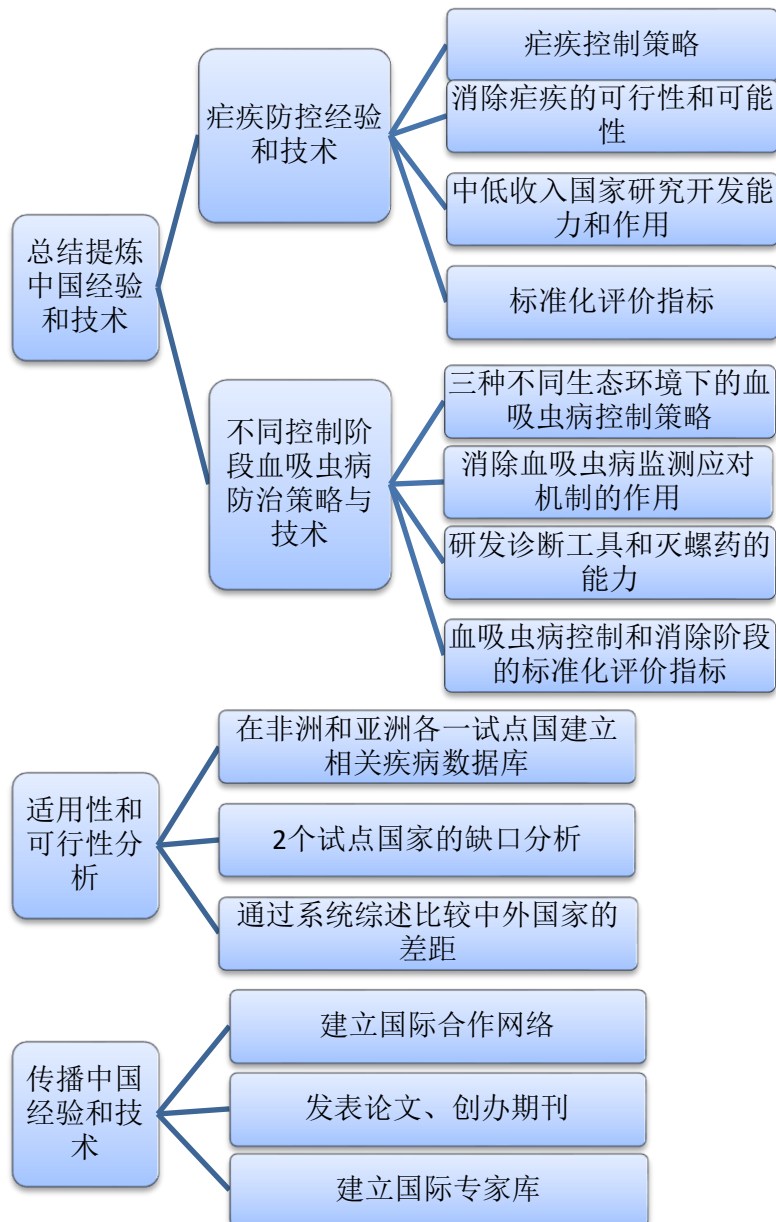 总结提炼
中国经验
和技术
疟疾防控经验
和技术
疟疾控制策略
消除疟疾的可行性和可能
性
中低收入国家研究开发能
力和作用
标准化评价指标
不同控制阶
段血吸虫病
防治策略与
技术
三种不同生态环境下的血
吸虫病控制策略
消除血吸虫病监测应对
机制的作用
研发诊断工具和灭螺药的
能力
血吸虫病控制和消除阶段
的标准化评价指标
适用性和
可行性分
析
在非洲和亚洲各一试点国建立
相关疾病数据库
2个试点国家的缺口分析
通过系统综述比较中外国家的
差距
传播中国
经验和技
术
建立国际合作网络
发表论文、创办期刊
建立国际专家库